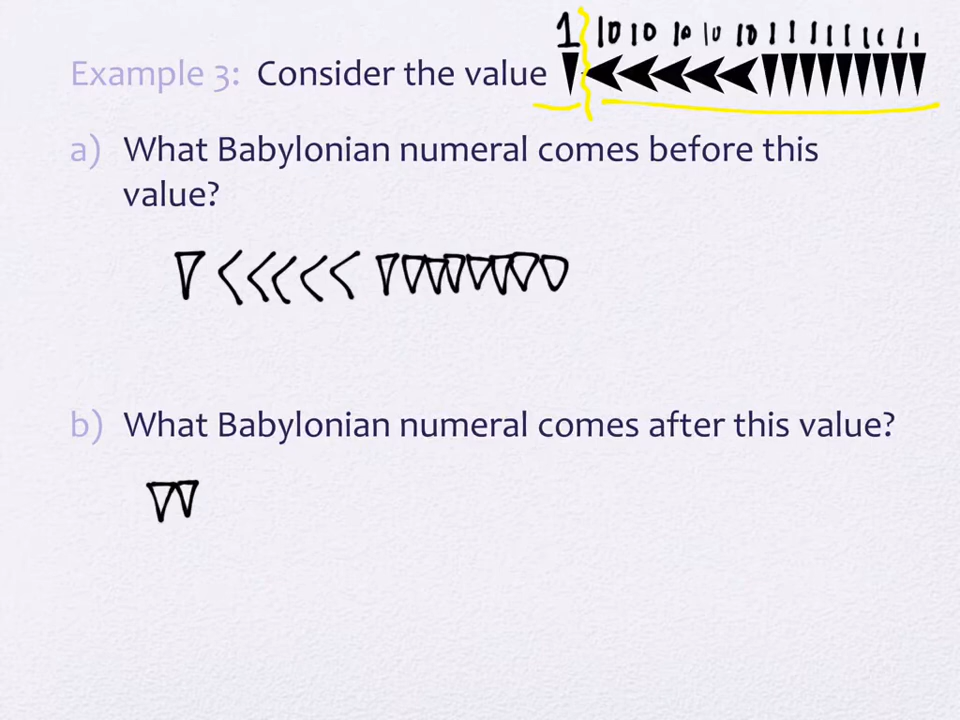 1 10 10 10 10 10 1 1 1 1 1 1 1 1 1
Example 3: Consider the value
a) What Babylonian numeral comes before this
value?
b) What Babylonian numeral comes after this value?